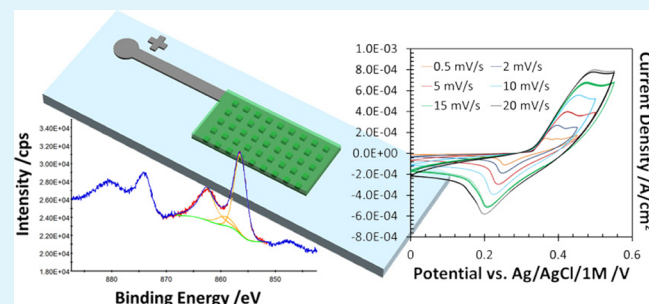 1.0E-03
8.0E-04
6.0E-04
4.0E-04
2.0E-04
0.0E+00
-2.0E-04
-4.0E-04
-6.0E-04
-8.0E-04
0.5 mV/s 2 mV/s
5 mV/s 10 mV/s
15 mV/s 20 mV/s
Current Density / A/cm²
0 0.2 0.4 0.6
Potential vs. Ag/AgCl/1M /V
Intensity /cps
3.40E+04
3.20E+04
3.00E+04
2.80E+04
2.60E+04
2.40E+04
2.20E+04
2.00E+04
1.80E+04
880 870 860 850
Binding Energy /eV